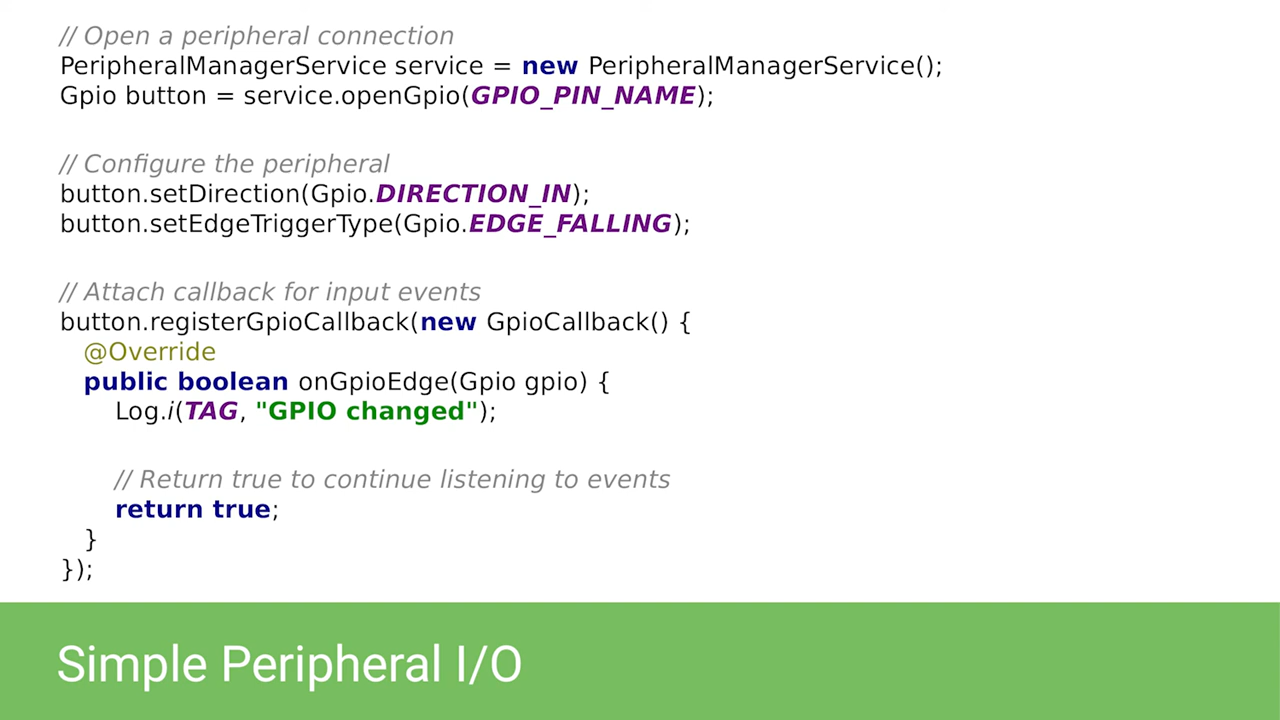 // Open a peripheral connection
PeripheralManagerService service = new PeripheralManagerService();
Gpio button = service.openGpio(GPIO_PIN_NAME);
// Configure the peripheral
button.setDirection(Gpio.DIRECTION_IN);
button.setEdgeTriggerType(Gpio.EDGE_FALLING);
// Attach callback for input events
button.registerGpioCallback(new GpioCallback() {
@Override
public boolean onGpioEdge(Gpio gpio) {
Log.i(TAG, "GPIO changed");
// Return true to continue listening to events
return true;
}
});
Simple Peripheral I/O